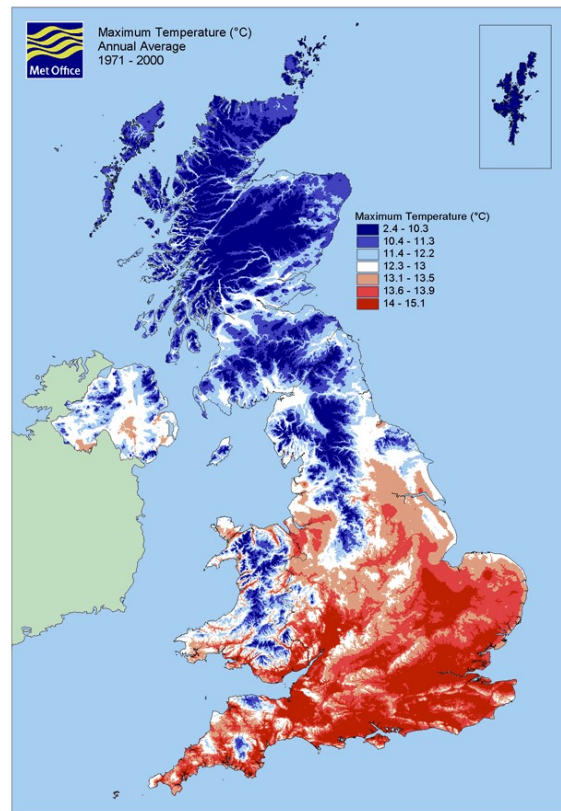 Met Office
Maximum Temperature (°C)
Annual Average
1971 - 2000
Maximum Temperature (°C)
2.4 - 10.3
10.4 - 11.3
11.4 - 12.2
12.3 - 13
13.1 - 13.5
13.6 - 13.9
14 - 15.1